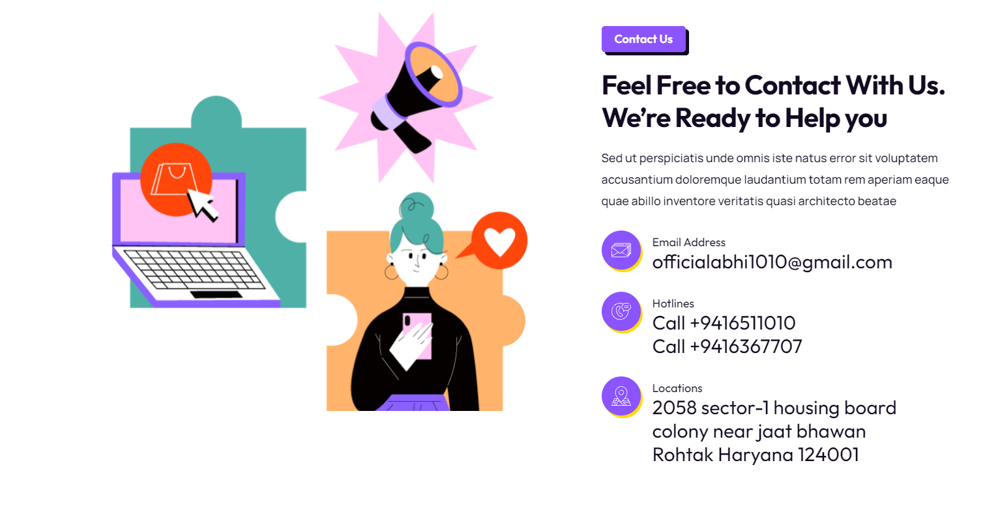 Contact Us
Feel Free to Contact With Us.
We’re Ready to Help you
Sed ut perspiciatis unde omnis iste natus error sit voluptatem
accusantium doloremque laudantium totam rem aperiam eaque
quae abillo inventore veritatis quasi architecto beatae
Email Address
officialabhi1010@gmail.com
Hotlines
Call +9416511010
Call +9416367707
Locations
2058 sector-1 housing board
colony near jaat bhawan
Rohtak Haryana 124001